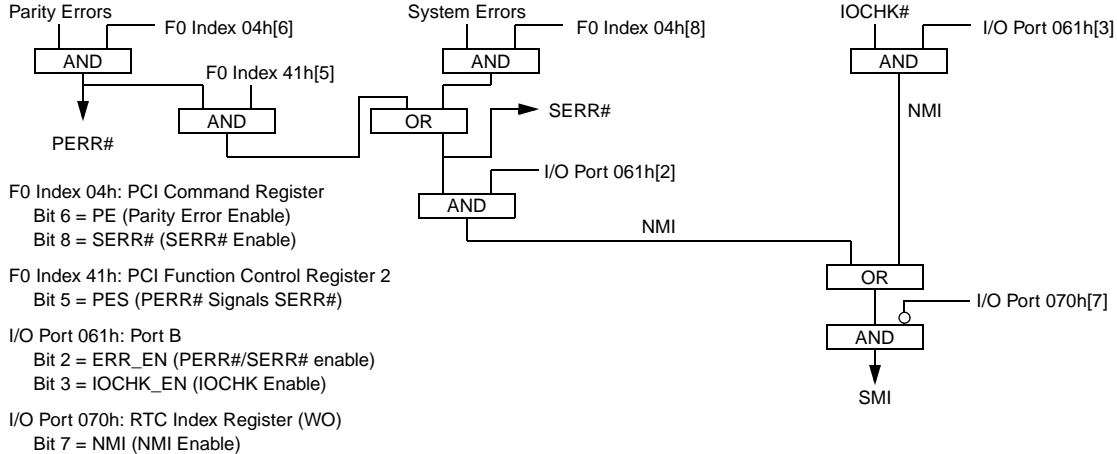 Parity Errors
F0 Index 04h[6]
AND
F0 Index 41h[5]
AND
PERR#
System Errors
F0 Index 04h[8]
AND
OR
SERR#
I/O Port 061h[2]
AND
NMI
IOCHK#
I/O Port 061h[3]
AND
NMI
OR
I/O Port 070h[7]
AND
SMI
F0 Index 04h: PCI Command Register
Bit 6 = PE (Parity Error Enable)
Bit 8 = SERR# (SERR# Enable)
F0 Index 41h: PCI Function Control Register 2
Bit 5 = PES (PERR# Signals SERR#)
I/O Port 061h: Port B
Bit 2 = ERR_EN (PERR#/SERR# enable)
Bit 3 = IOCHK_EN (IOCHK Enable)
I/O Port 070h: RTC Index Register (WO)
Bit 7 = NMI (NMI Enable)